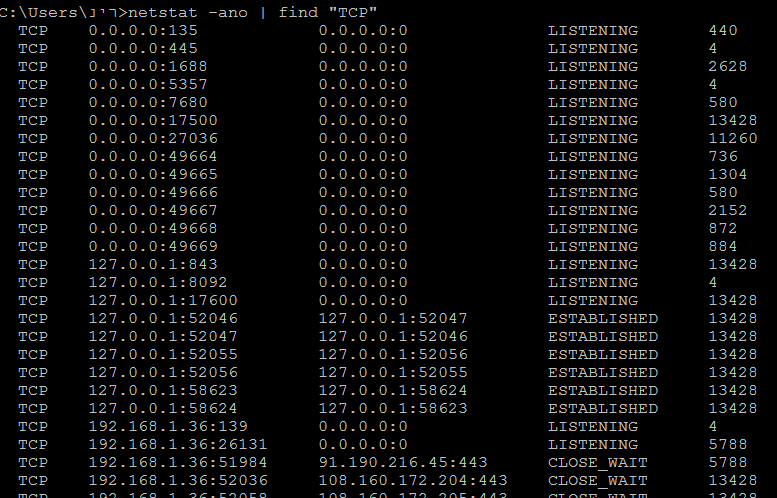 C:\Users\נירד>netstat -ano | find "TCP"
TCP 0.0.0.0:135 0.0.0.0:0 LISTENING 440
TCP 0.0.0.0:445 0.0.0.0:0 LISTENING 4
TCP 0.0.0.0:1688 0.0.0.0:0 LISTENING 2628
TCP 0.0.0.0:5357 0.0.0.0:0 LISTENING 4
TCP 0.0.0.0:7680 0.0.0.0:0 LISTENING 580
TCP 0.0.0.0:17500 0.0.0.0:0 LISTENING 13428
TCP 0.0.0.0:27036 0.0.0.0:0 LISTENING 11260
TCP 0.0.0.0:49664 0.0.0.0:0 LISTENING 736
TCP 0.0.0.0:49665 0.0.0.0:0 LISTENING 1304
TCP 0.0.0.0:49666 0.0.0.0:0 LISTENING 580
TCP 0.0.0.0:49667 0.0.0.0:0 LISTENING 2152
TCP 0.0.0.0:49668 0.0.0.0:0 LISTENING 872
TCP 0.0.0.0:49669 0.0.0.0:0 LISTENING 884
TCP 127.0.0.1:843 0.0.0.0:0 LISTENING 13428
TCP 127.0.0.1:8092 0.0.0.0:0 LISTENING 4
TCP 127.0.0.1:17600 0.0.0.0:0 LISTENING 13428
TCP 127.0.0.1:52046 127.0.0.1:52047 ESTABLISHED 13428
TCP 127.0.0.1:52047 127.0.0.1:52046 ESTABLISHED 13428
TCP 127.0.0.1:52055 127.0.0.1:52056 ESTABLISHED 13428
TCP 127.0.0.1:52056 127.0.0.1:52055 ESTABLISHED 13428
TCP 127.0.0.1:58623 127.0.0.1:58624 ESTABLISHED 13428
TCP 127.0.0.1:58624 127.0.0.1:58623 ESTABLISHED 13428
TCP 192.168.1.36:139 0.0.0.0:0 LISTENING 4
TCP 192.168.1.36:26131 0.0.0.0:0 LISTENING 5788
TCP 192.168.1.36:51984 91.190.216.45:443 CLOSE_WAIT 5788
TCP 192.168.1.36:52036 108.160.172.204:443 CLOSE_WAIT 13428
TCP 192.168.1.36:52058 108.160.172.205:443 CLOSE_WAIT 13428